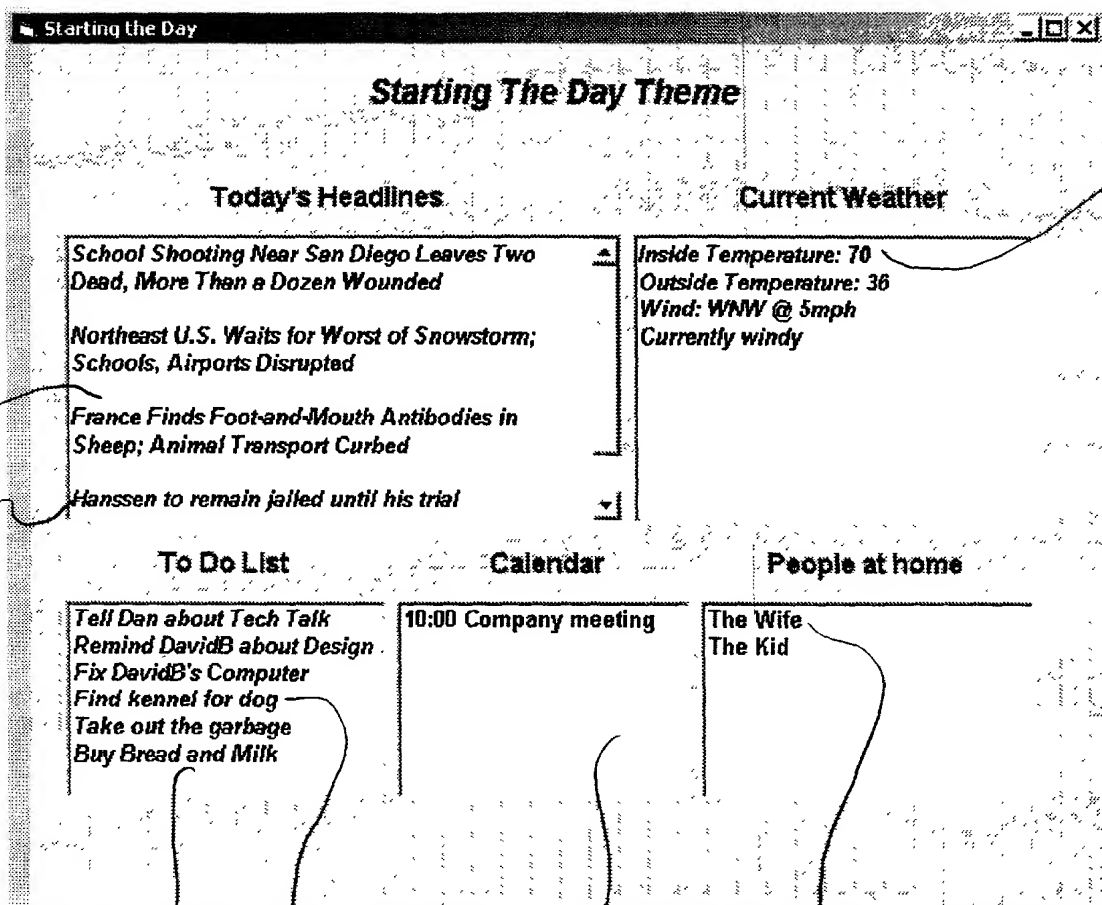 Starting the Day
Starting The Day Theme
Today's Headlines
School Shooting Near San Diego Leaves Two
Dead, More Than a Dozen Wounded
Northeast U.S. Waits for Worst of Snowstorm;
Schools, Airports Disrupted
France Finds Foot-and-Mouth Antibodies in
Sheep; Animal Transport Curbed
Hanssen to remain jailed until his trial
Current Weather
Inside Temperature: 70
Outside Temperature: 36
Wind: WNW @ 5mph
Currently windy
To Do List
Tell Dan about Tech Talk
Remind DavidB about Design
Fix DavidB's Computer
Find kennel for dog
Take out the garbage
Buy Bread and Milk
Calendar
10:00 Company meeting
People at home
The Wife
The Kid